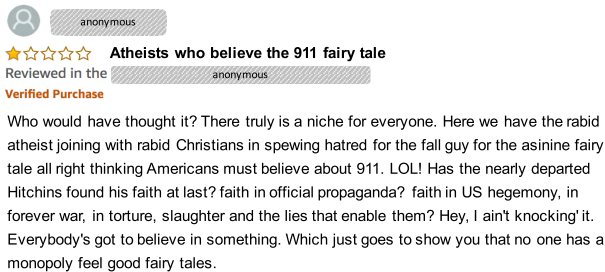 anonymous
Atheists who believe the 911 fairy tale
Reviewed in the anonymous
Verified Purchase
Who would have thought it? There truly is a niche for everyone. Here we have the rabid
atheist joining with rabid Christians in spewing hatred for the fall guy for the asinine fairy
tale all right thinking Americans must believe about 911. LOL! Has the nearly departed
Hitchins found his faith at last? faith in official propaganda? faith in US hegemony, in
forever war, in torture, slaughter and the lies that enable them? Hey, I ain't knocking' it.
Everybody's got to believe in something. Which just goes to show you that no one has a
monopoly feel good fairy tales.